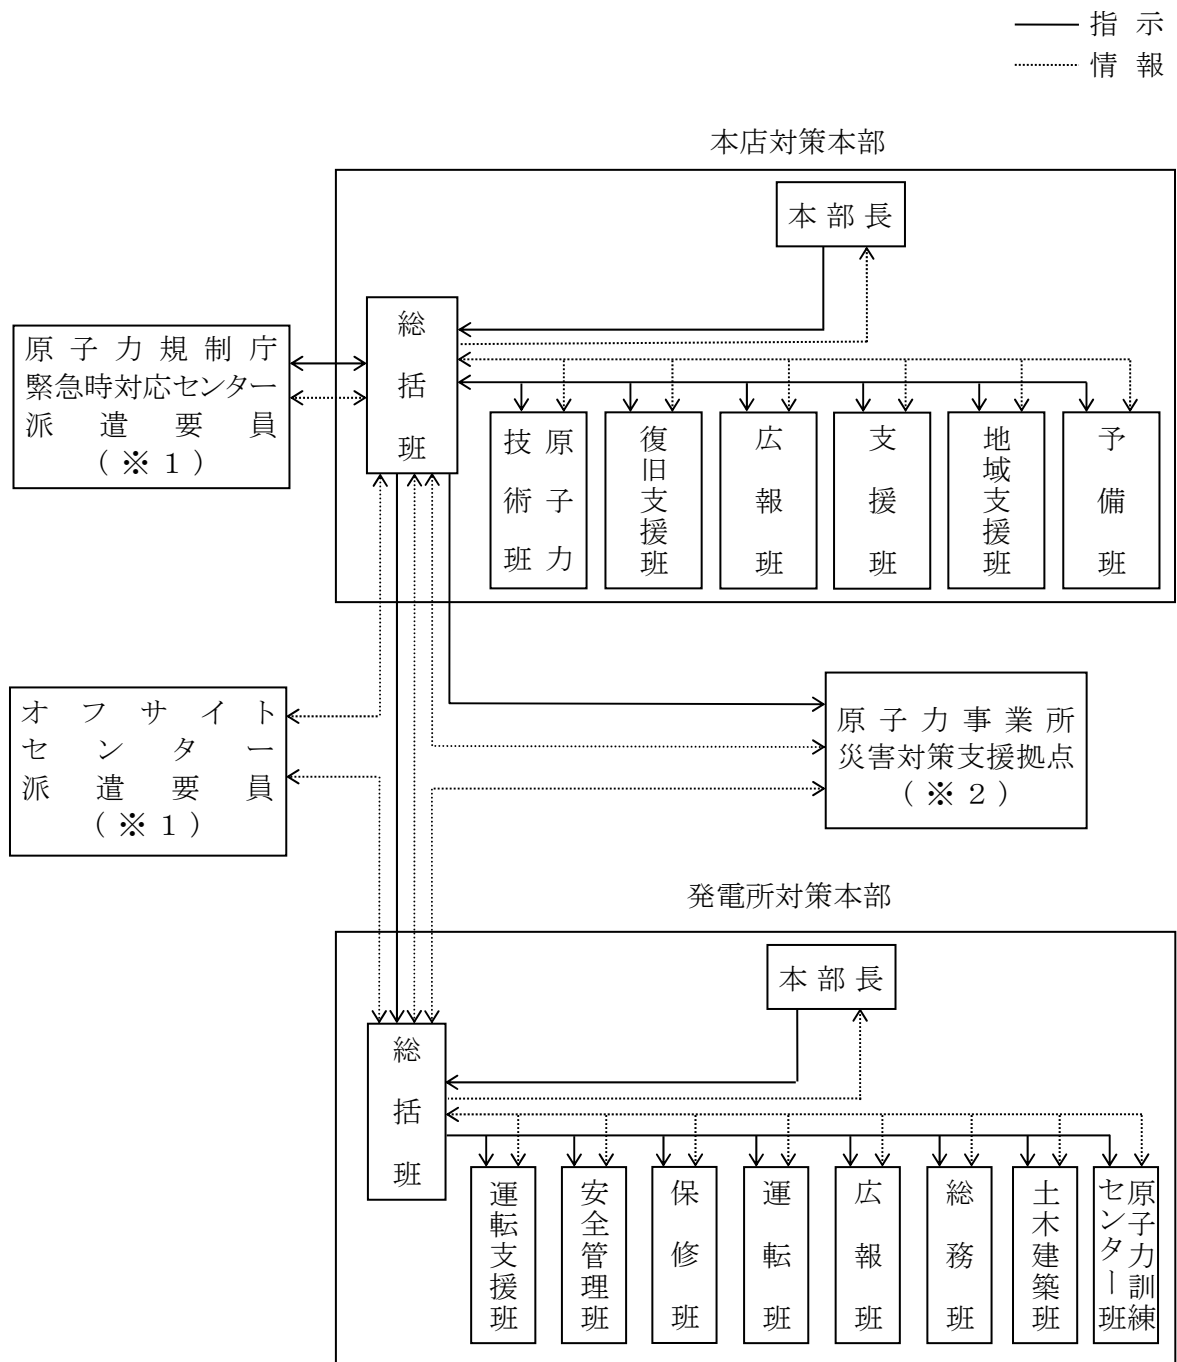 指示
情報
本店対策本部
本部長
総括班
原子力規制庁
緊急時対応センター
派遣要員
(※1)
原子力
技術班
復旧支援班
広報班
支援班
地域支援班
予備班
オフサイト
センター
派遣要員
(※1)
原子力事業所
災害対策支援拠点
(※2)
発電所対策本部
本部長
総括班
運転支援班
安全管理班
保修班
運転班
広報班
総務班
土木建築班
原子力訓練
センター班